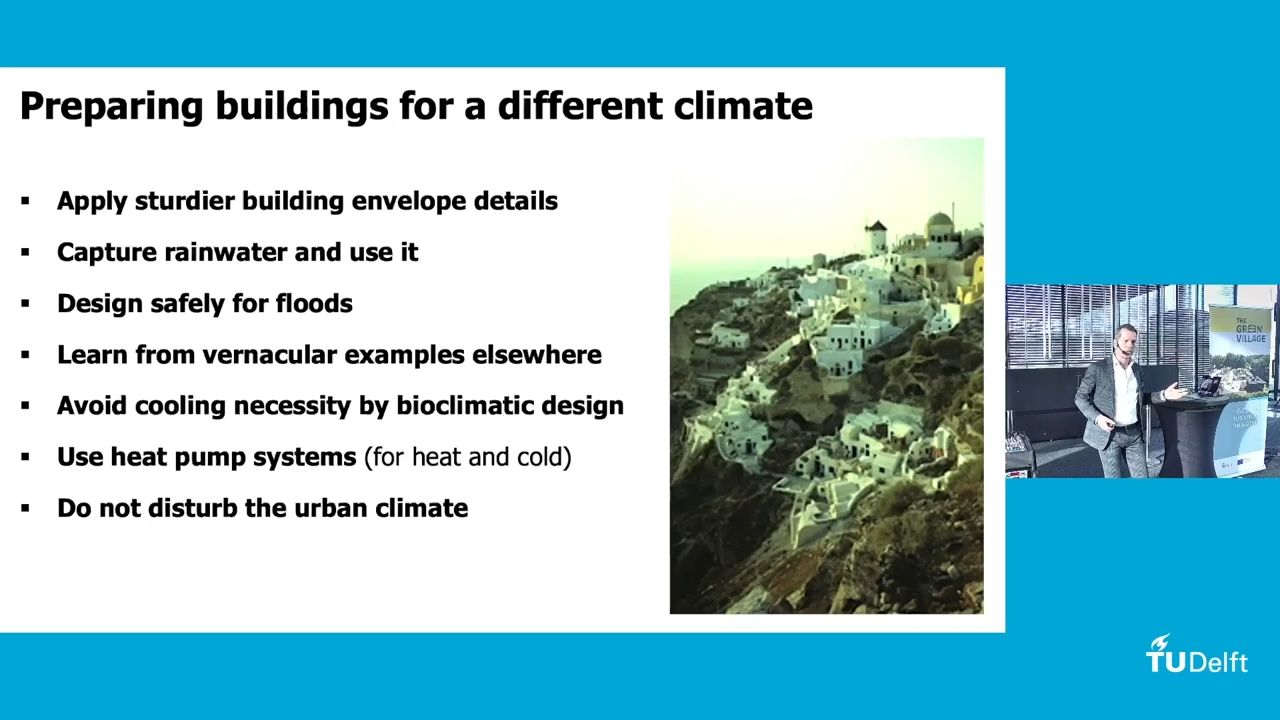 Preparing buildings for a different climate
▪ Apply sturdier building envelope details
▪ Capture rainwater and use it
▪ Design safely for floods
▪ Learn from vernacular examples elsewhere
▪ Avoid cooling necessity by bioclimatic design
▪ Use heat pump systems (for heat and cold)
▪ Do not disturb the urban climate
THE
GREEN
VILLAGE
TUDelft